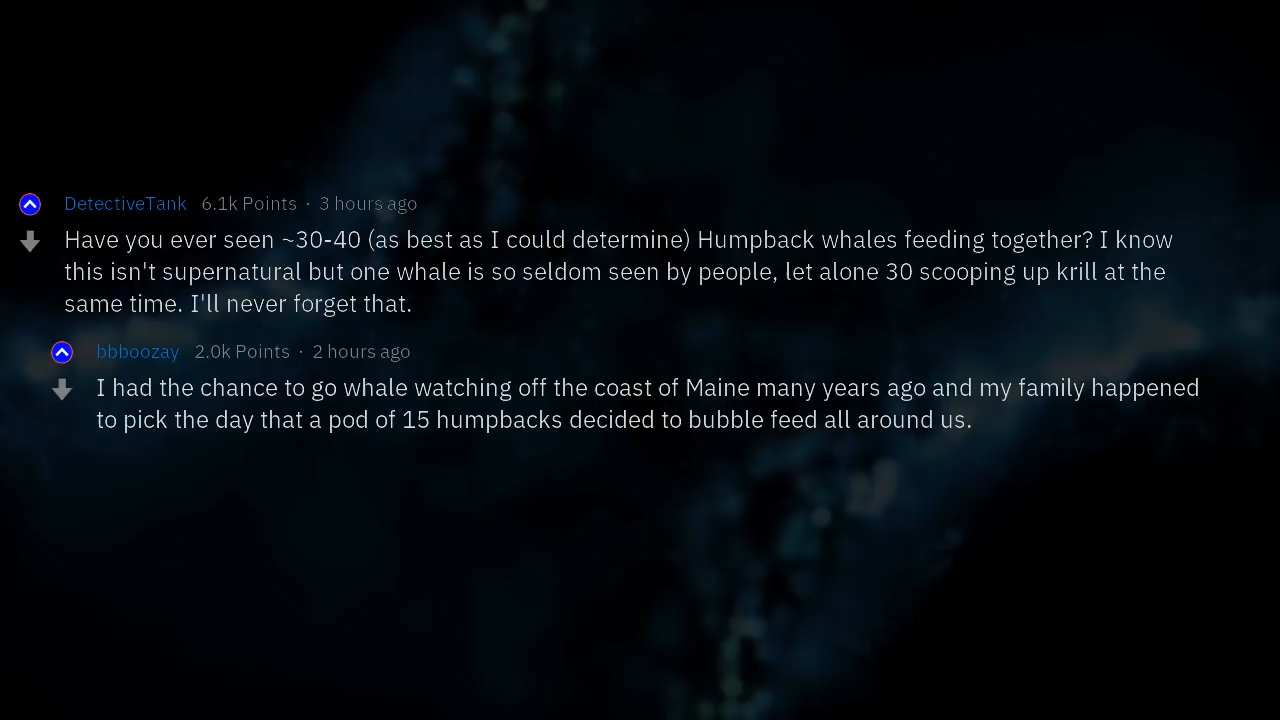 DetectiveTank 6.1k Points · 3 hours ago
Have you ever seen ~30-40 (as best as I could determine) Humpback whales feeding together? I know
this isn't supernatural but one whale is so seldom seen by people, let alone 30 scooping up krill at the
same time. I'll never forget that.
bbboozay 2.0k Points · 2 hours ago
I had the chance to go whale watching off the coast of Maine many years ago and my family happened
to pick the day that a pod of 15 humpbacks decided to bubble feed all around us.